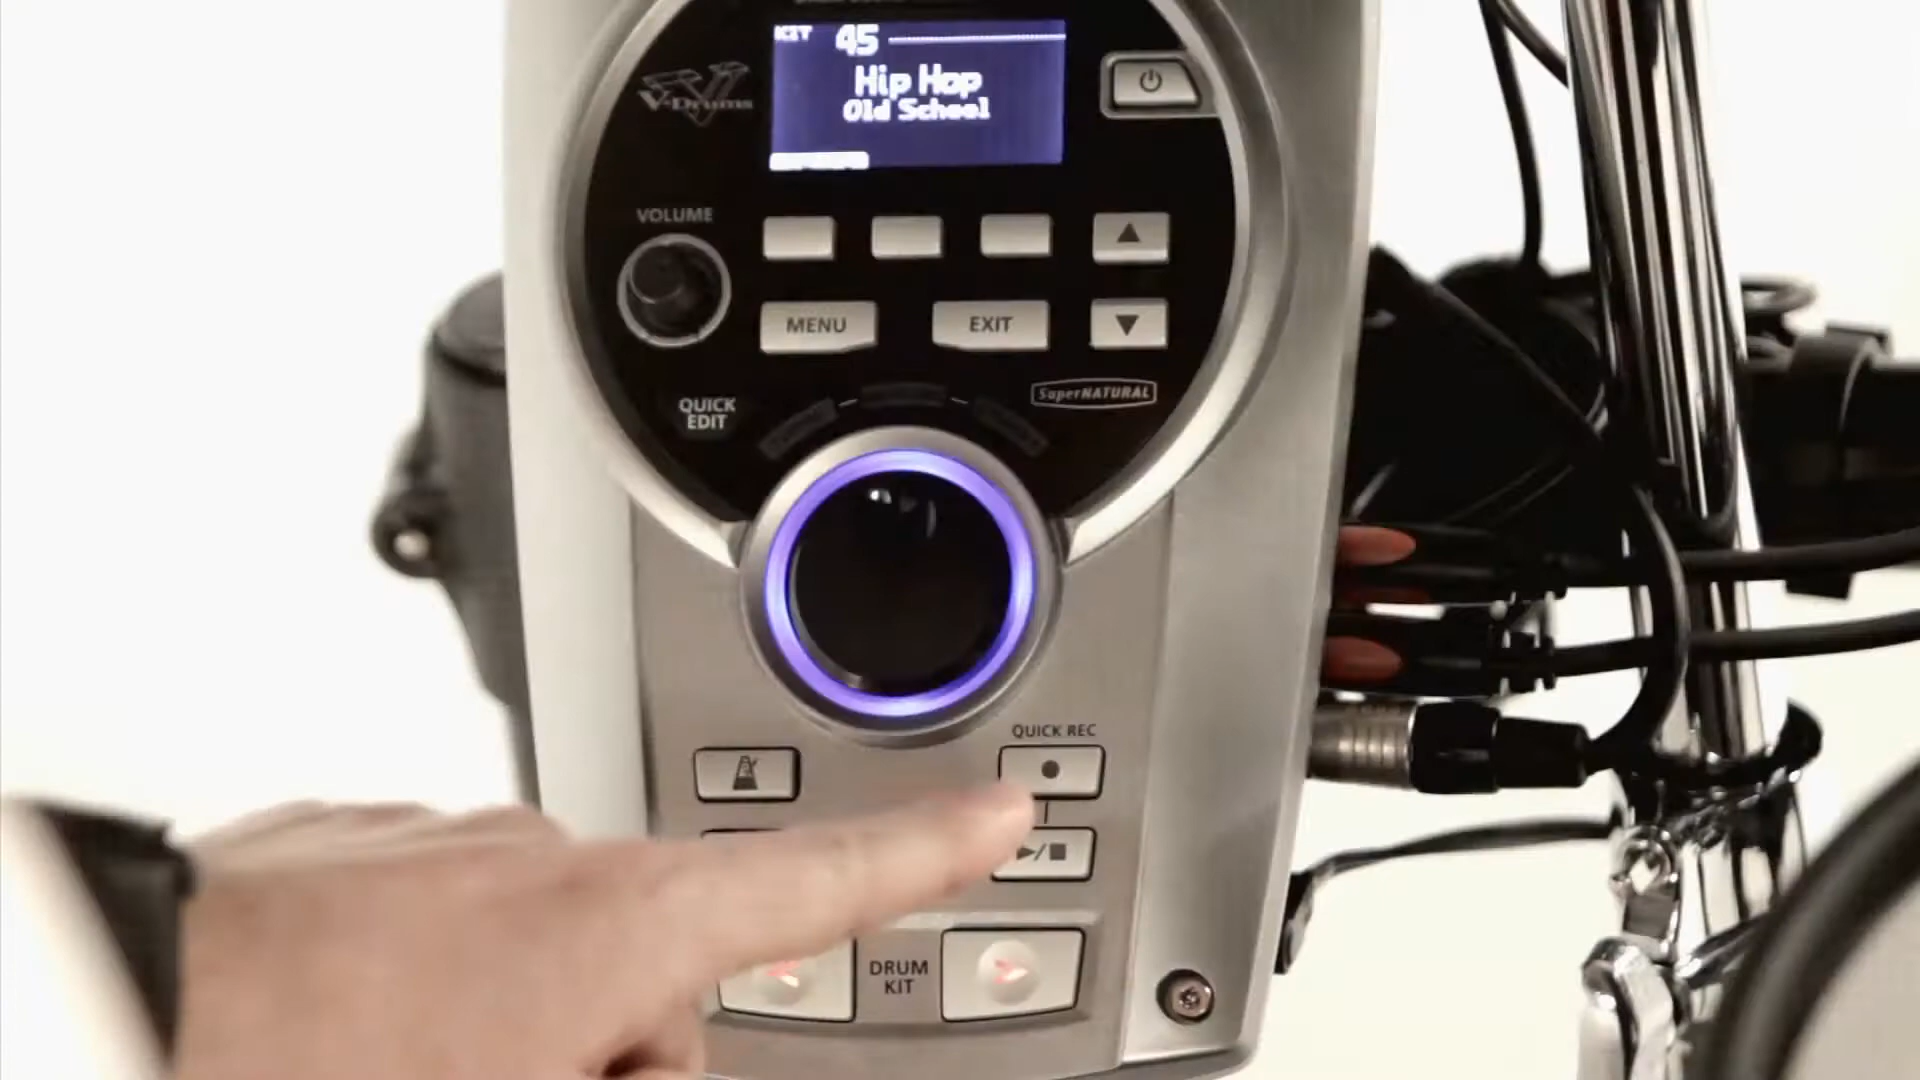 KIT 45
Hip Hop
Old School
V-Drums
VOLUME
MENU
EXIT
SuperNATURAL
QUICK
EDIT
QUICK REC
DRUM
KIT